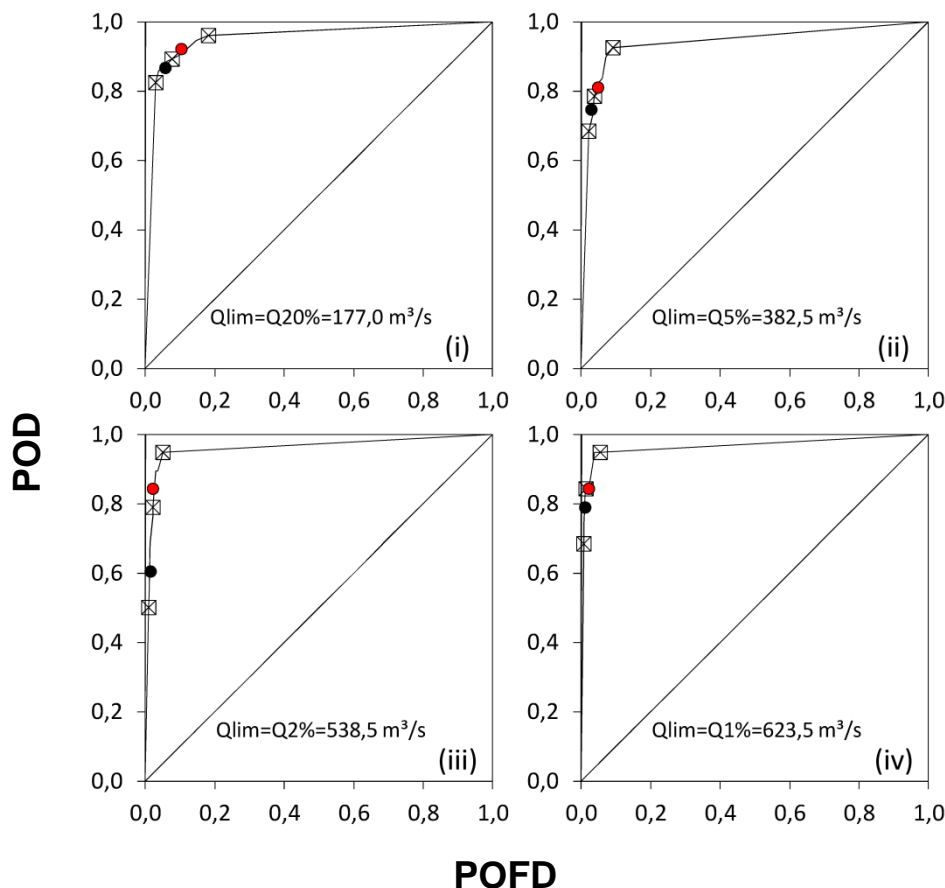 1,0
0,8
0,6
0,4
0,2
0,0
Qlim=Q20%=177,0 m³/s
(i)
0,0 0,2 0,4 0,6 0,8 1,0
1,0
0,8
0,6
0,4
0,2
0,0
Qlim=Q5%=382,5 m³/s
(ii)
0,0 0,2 0,4 0,6 0,8 1,0
POD
1,0
0,8
0,6
0,4
0,2
0,0
Qlim=Q2%=538,5 m³/s
(iii)
0,0 0,2 0,4 0,6 0,8 1,0
1,0
0,8
0,6
0,4
0,2
0,0
Qlim=Q1%=623,5 m³/s
(iv)
0,0 0,2 0,4 0,6 0,8 1,0
POFD